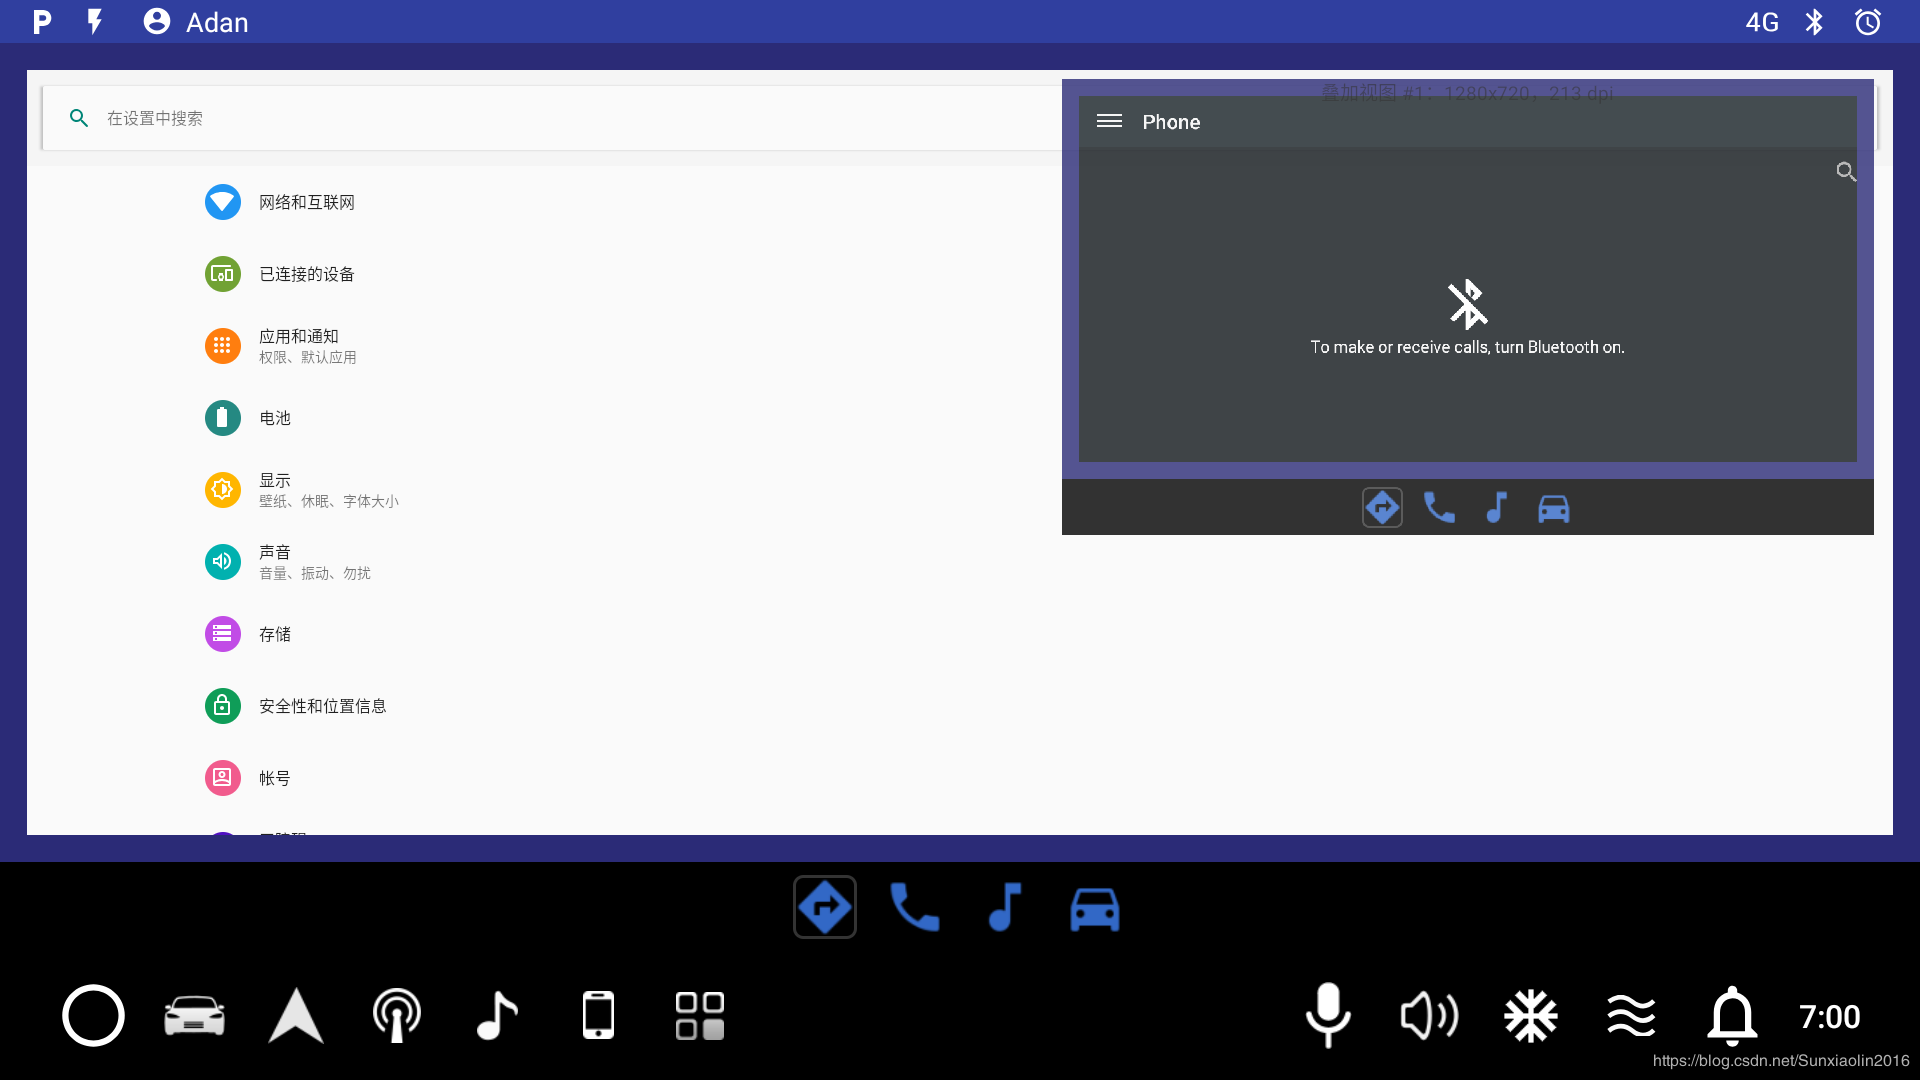 P Adan 4G
在设置中搜索
叠加视图 #1: 1280x720, 213 dpi
Phone
To make or receive calls, turn Bluetooth on.
网络和互联网
已连接的设备
应用和通知
权限、默认应用
电池
显示
壁纸、休眠、字体大小
声音
音量、振动、勿扰
存储
安全性和位置信息
帐号
7:00
https://blog.csdn.net/Sunxiaolin2016